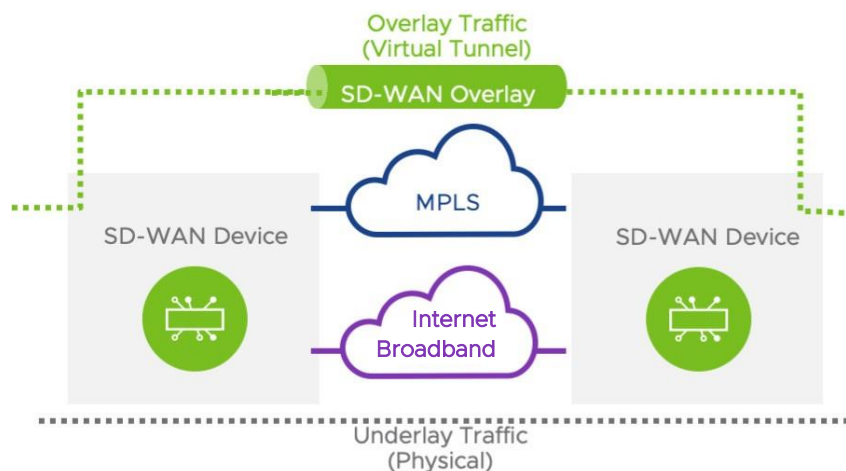 Overlay Traffic
(Virtual Tunnel)
SD-WAN Overlay
MPLS
SD-WAN Device
SD-WAN Device
Internet
Broadband
Underlay Traffic
(Physical)